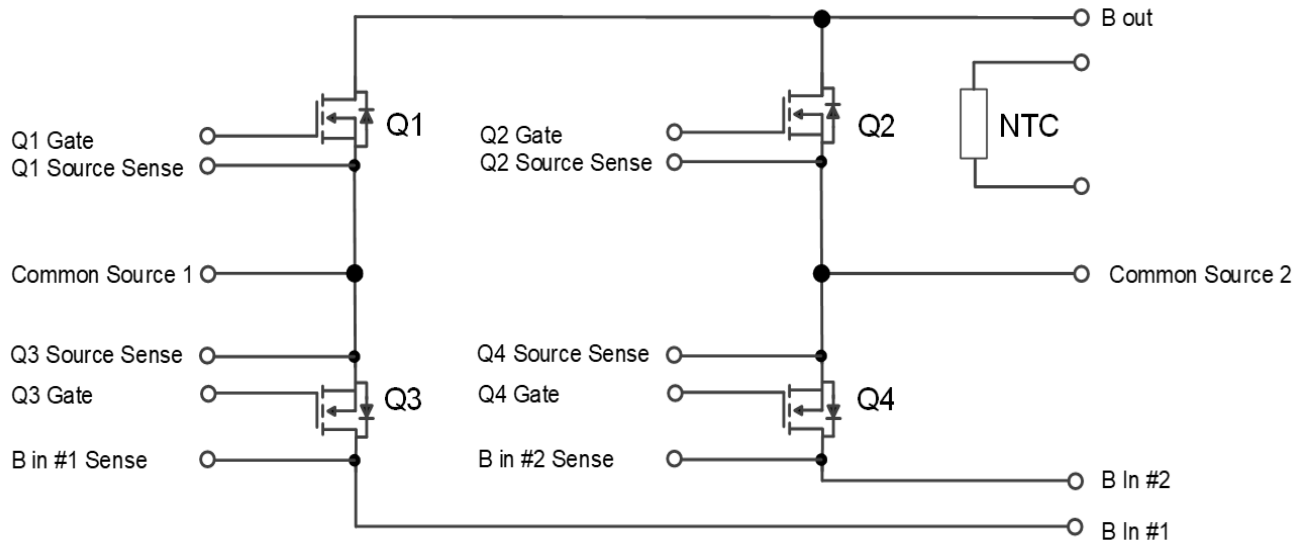 B out
Q1
Q2
NTC
Q1 Gate
Q1 Source Sense
Q2 Gate
Q2 Source Sense
Common Source 1
Common Source 2
Q3 Source Sense
Q3 Gate
Q3
Q4 Source Sense
Q4 Gate
Q4
B in #1 Sense
B in #2 Sense
B In #2
B In #1